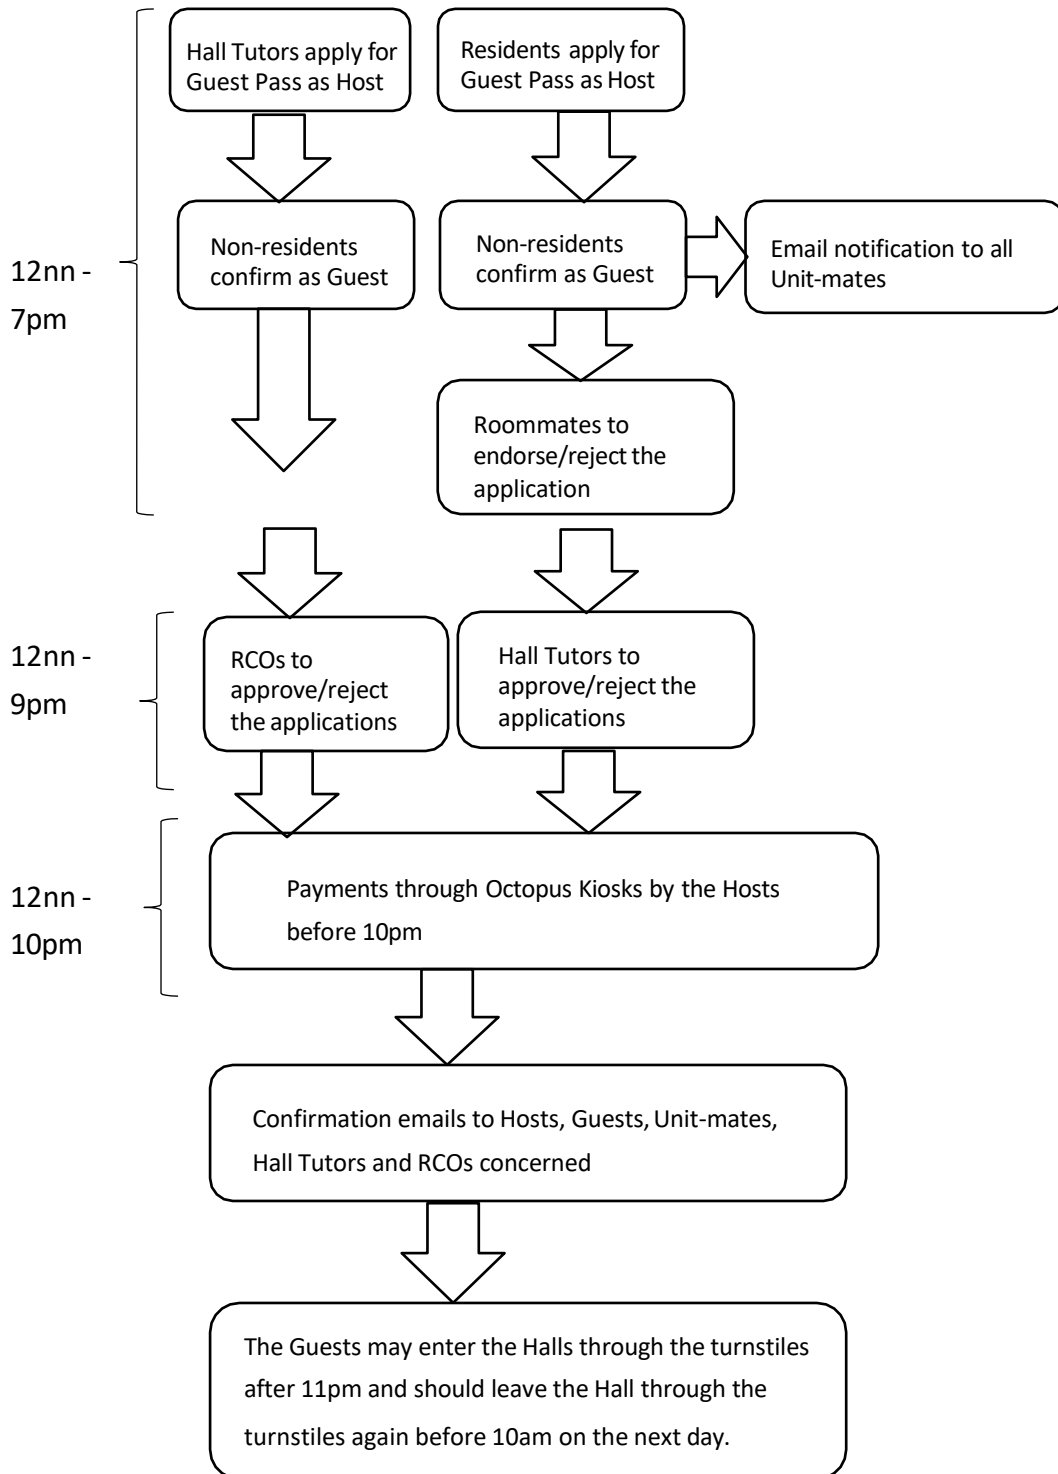 Hall Tutors apply for
Guest Pass as Host
Residents apply for
Guest Pass as Host
12nn -
7pm
Non-residents
confirm as Guest
Non-residents
confirm as Guest
Email notification to all
Unit-mates
Roommates to
endorse/reject the
application
12nn -
9pm
RCOs to
approve/reject
the applications
Hall Tutors to
approve/reject the
applications
12nn -
10pm
Payments through Octopus Kiosks by the Hosts
before 10pm
Confirmation emails to Hosts, Guests, Unit-mates,
Hall Tutors and RCOs concerned
The Guests may enter the Halls through the turnstiles
after 11pm and should leave the Hall through the
turnstiles again before 10am on the next day.